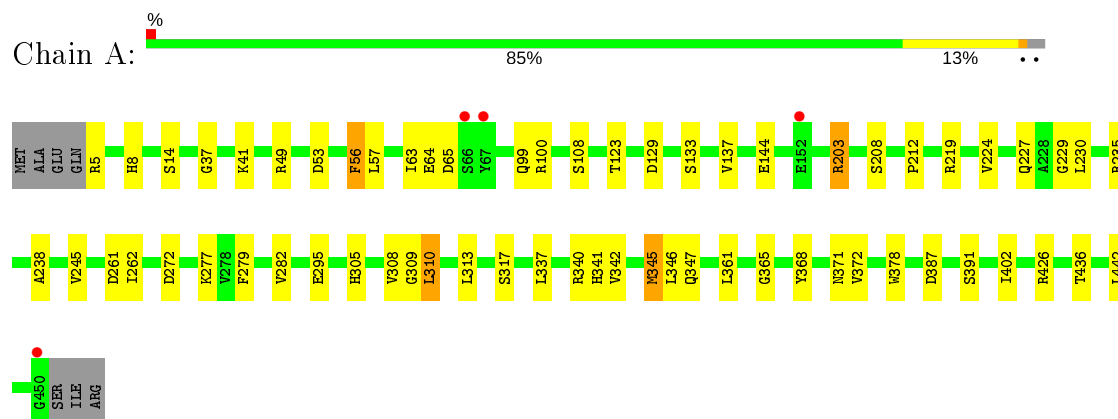 %
Chain A:
85% 13% • •
MET ALA GLU GLN R5 H8 S14 G37 K41 R49 D53 F56 L57 I63 E64 D65 S66 Y67 Q99 R100 S108 T123 D129 S133 V137 E144 E152 R203 S208 P212 R219 V224 Q227 A228 G229 L230
A238 V245 D261 I262 D272 K277 V278 F279 V282 E295 H305 V308 G309 L310 L313 S317 L337 R340 H341 V342 M345 L346 Q347 L361 G365 Y368 N371 V372 W378 D387 S391 I402 R426 T436
G450 SER ILE ARG